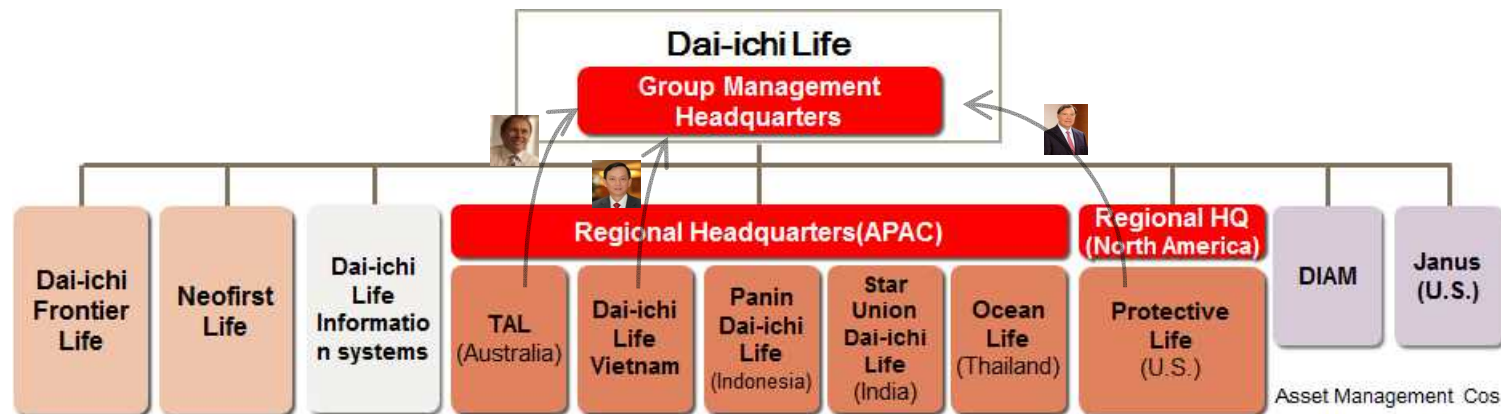 Dai-ichi Life
Group Management
Headquarters
Dai-ichi
Frontier
Life
Neofirst
Life
Dai-ichi
Life
Informatio
n systems
Regional Headquarters(APAC)
TAL
(Australia)
Dai-ichi
Life
Vietnam
Panin
Dai-ichi
Life
(Indonesia)
Star
Union
Dai-ichi
Life
(India)
Ocean
Life
(Thailand)
Regional HQ
(North America)
Protective
Life
(U.S.)
DIAM
Janus
(U.S.)
Asset Management Cos